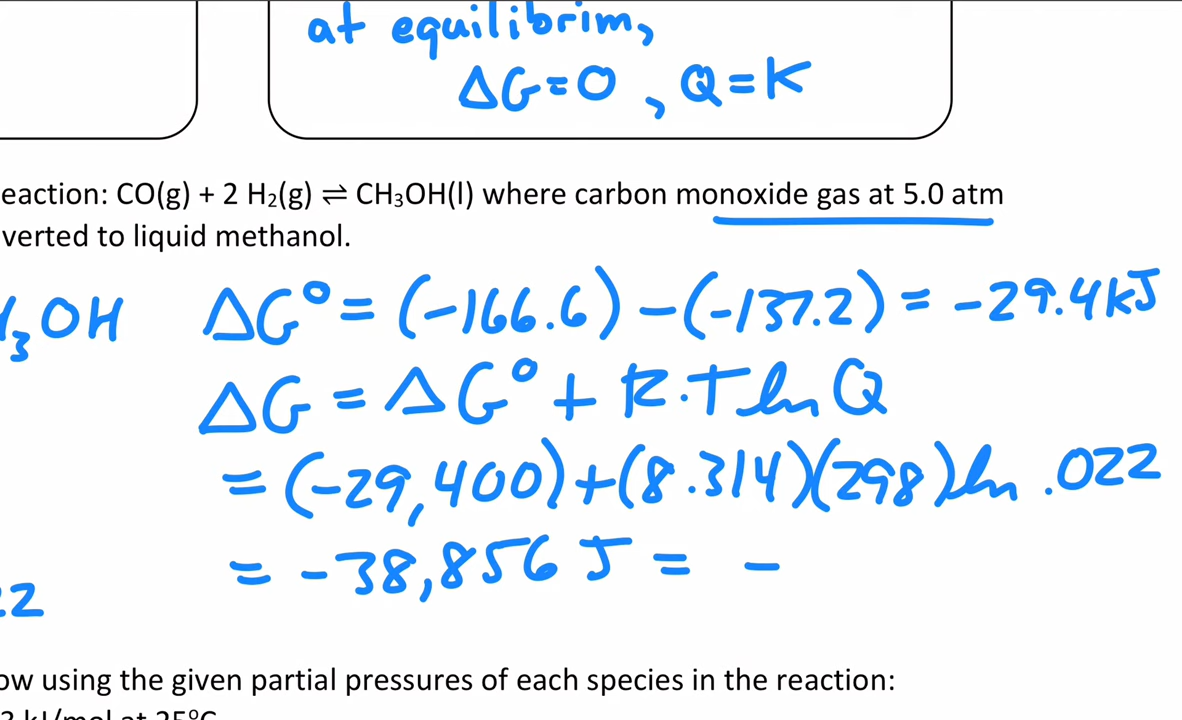 at equilibrim,
ΔG=0 , Q=K
eaction: CO(g) + 2 H₂(g) ⇌ CH₃OH(l) where carbon monoxide gas at 5.0 atm
verted to liquid methanol.
₃OH ΔG° = (-166.6) - (-137.2) = -29.4kJ
ΔG = ΔG° + R·T ln Q
= (-29,400) + (8.314)(298) ln .022
= -38,856 J = -
22
ow using the given partial pressures of each species in the reaction: